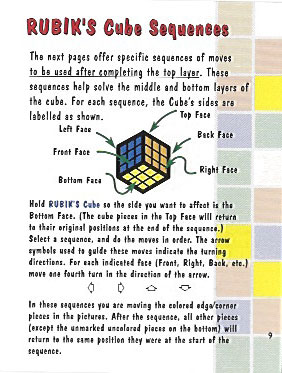 RUBIK'S Cube Sequences
The next pages offer specific sequences of moves
to be used after completing the top layer. These
sequences help solve the middle and bottom layers of
the cube. For each sequence, the Cube's sides are
labelled as shown.
Top Face
Left Face
Back Face
Front Face
Right Face
Bottom Face
Hold RUBIK'S Cube so the side you want to affect is the
Bottom Face. (The cube pieces in the Top Face will return
to their original positions at the end of the sequence.)
Select a sequence, and do the moves in order. The arrow
symbols used to guide these moves indicate the turning
directions. For each indicated face (Front, Right, Back, etc.)
move one fourth turn in the direction of the arrow.
In these sequences you are moving the colored edge/corner
pieces in the pictures. After the sequence, all other pieces
(except the unmarked uncolored pieces on the bottom) will
return to the same position they were at the start of the
sequence.
9